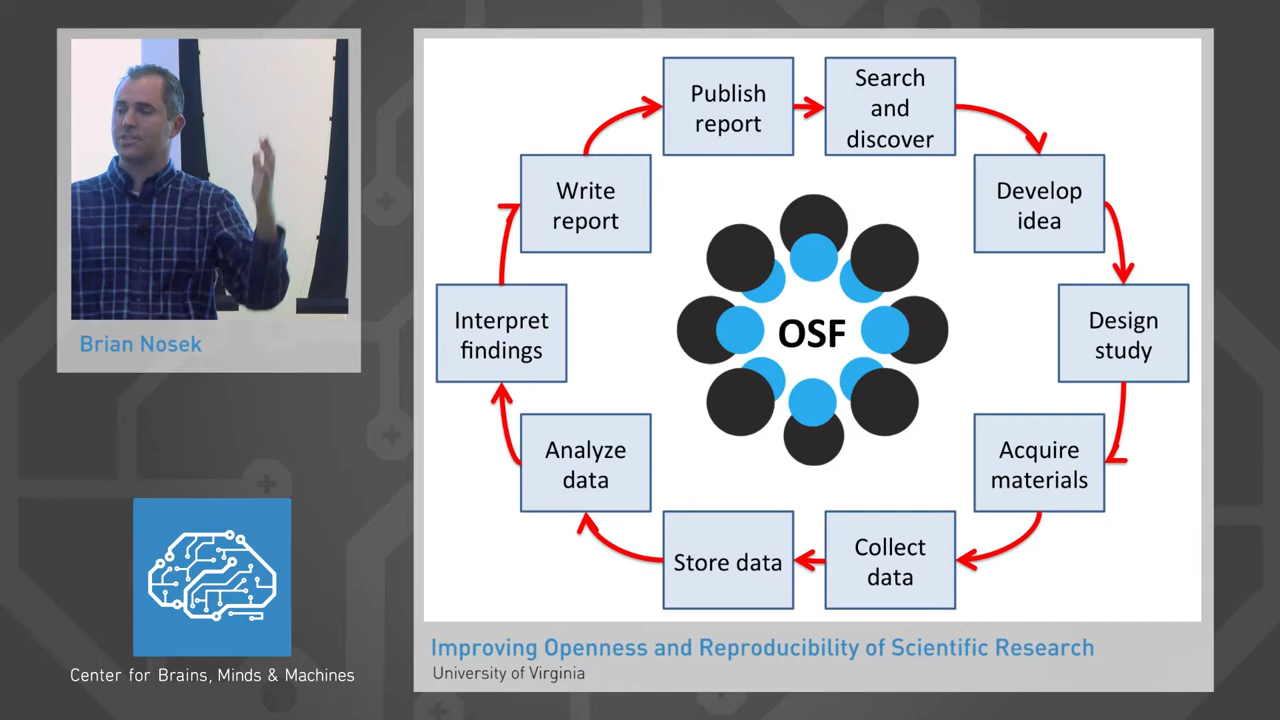 Brian Nosek
Center for Brains, Minds & Machines
Publish
report
Search
and
discover
Develop
idea
Design
study
Acquire
materials
Collect
data
Store data
Analyze
data
Interpret
findings
Write
report
OSF
Improving Openness and Reproducibility of Scientific Research
University of Virginia